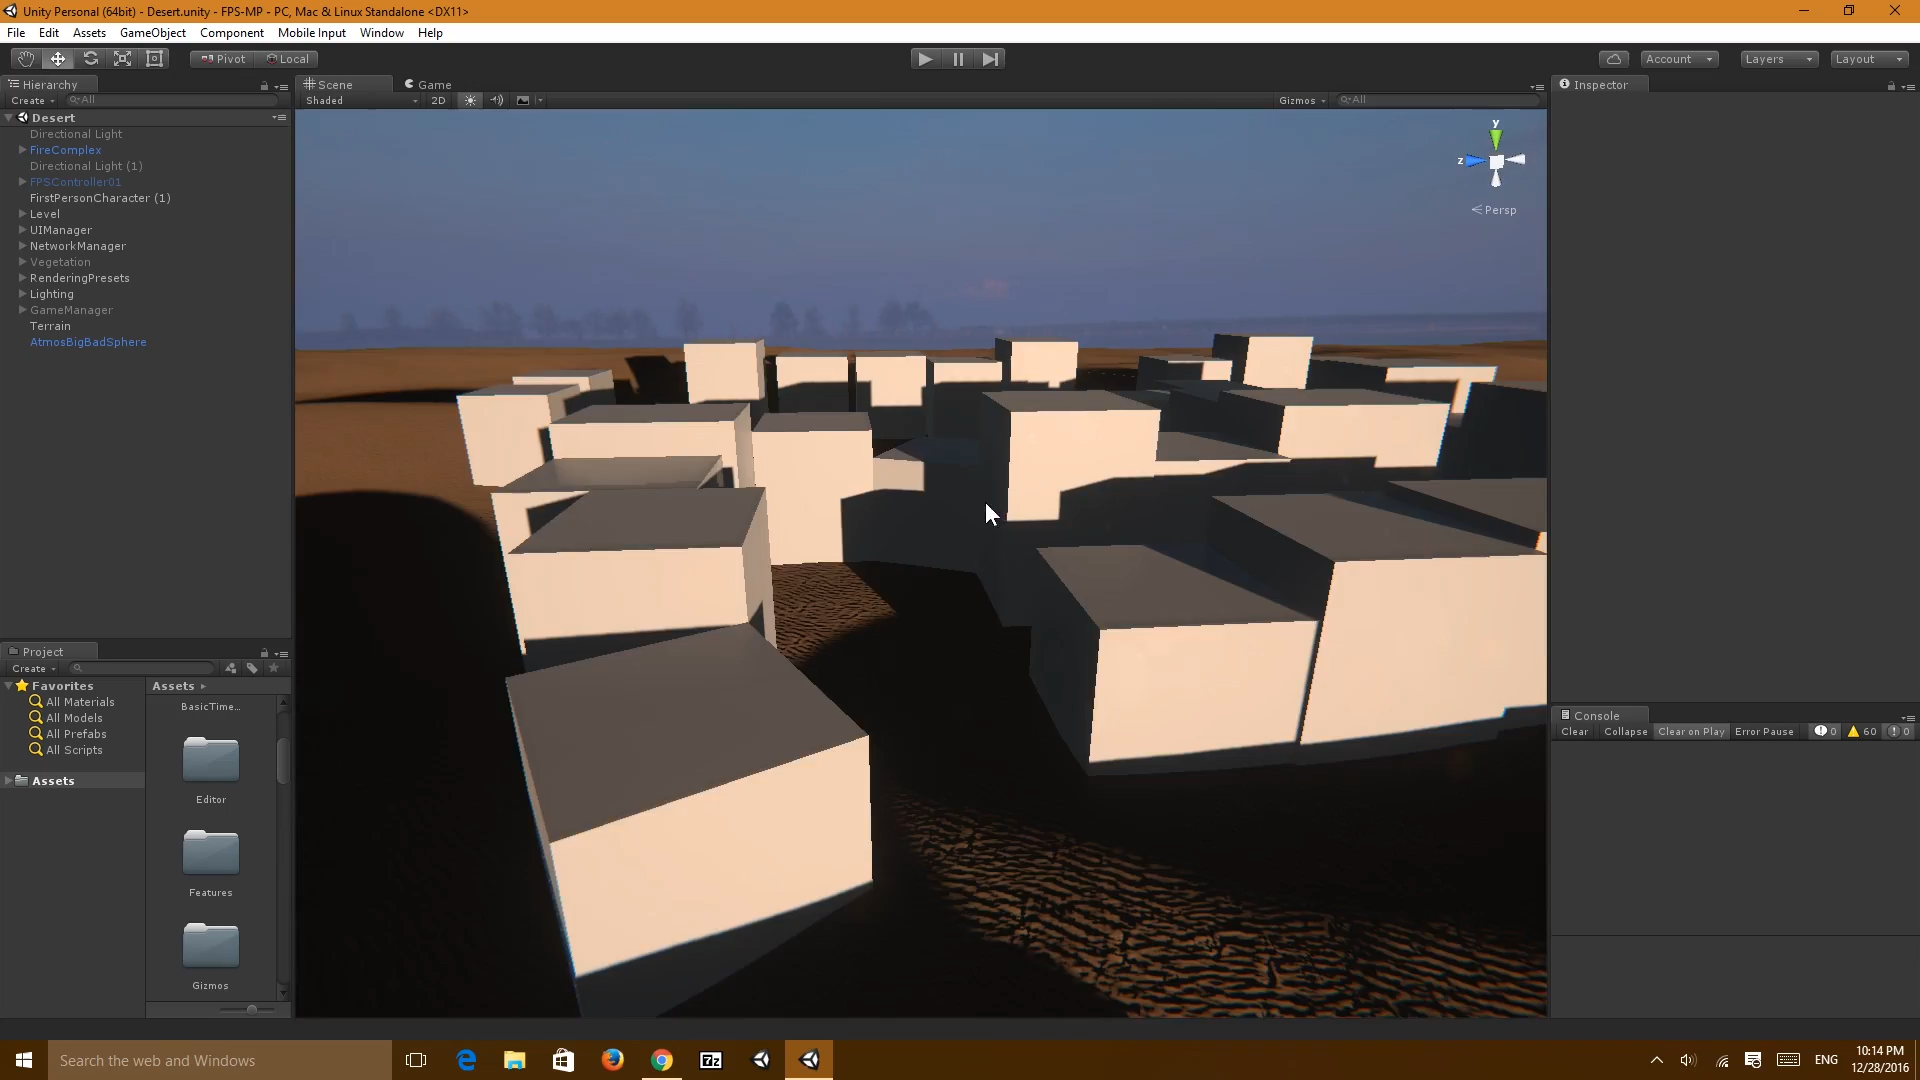 Unity Personal (64bit) - Desert.unity - FPS-MP - PC, Mac & Linux Standalone <DX11>
File Edit Assets GameObject Component Mobile Input Window Help
Pivot Local Account Layers Layout
Hierarchy
Create All
Desert
Directional Light
FireComplex
Directional Light (1)
FPSController01
FirstPersonCharacter (1)
Level
UIManager
NetworkManager
Vegetation
RenderingPresets
Lighting
GameManager
Terrain
AtmosBigBadSphere
Scene Game
Shaded 2D Gizmos All
y
z
Persp
Inspector
Project
Create
Favorites
All Materials
All Models
All Prefabs
All Scripts
Assets
Assets
BasicTime...
Editor
Features
Gizmos
Console
Clear Collapse Clear on Play Error Pause 0 60 0
Search the web and Windows
7z
ENG
10:14 PM
12/28/2016